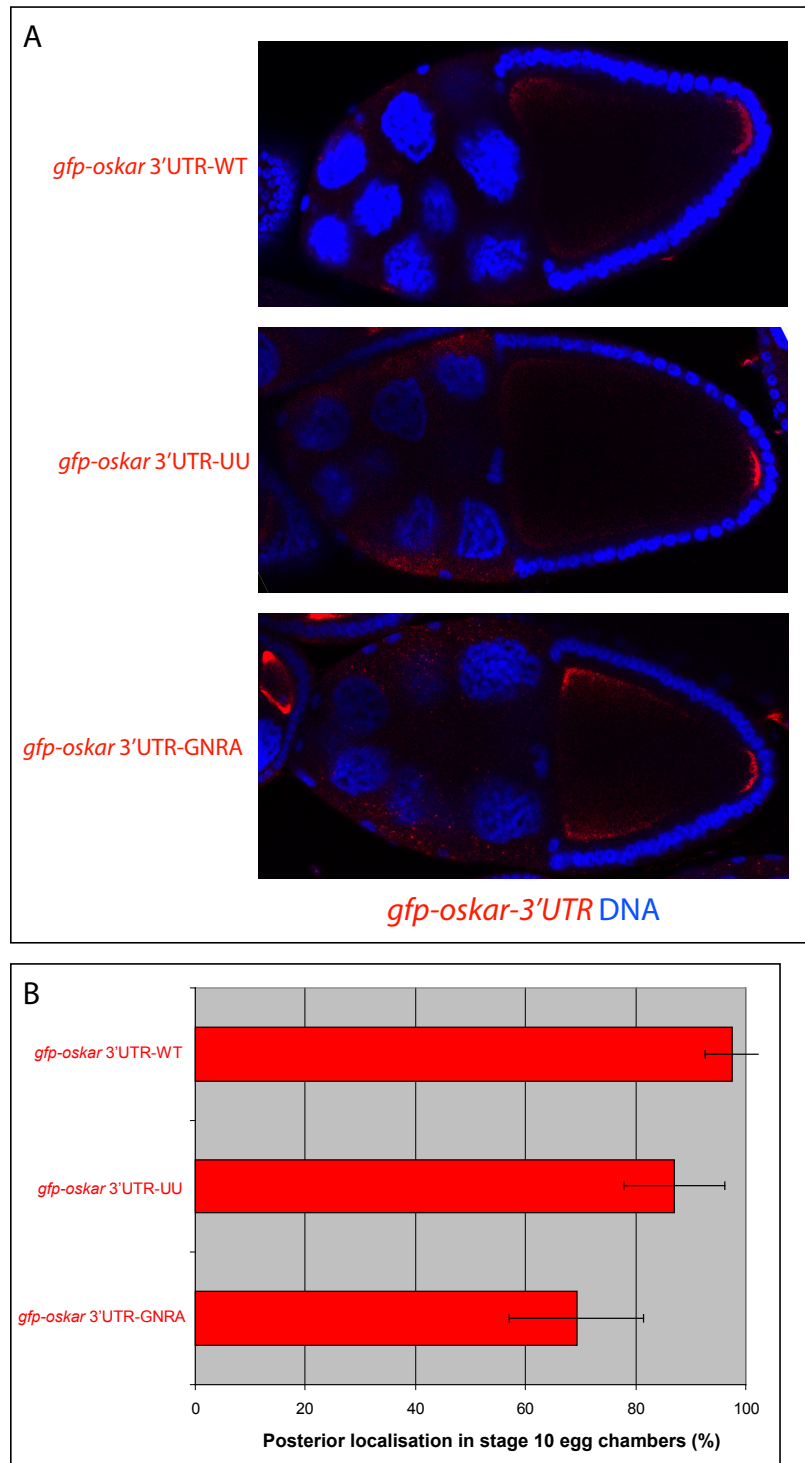 A
gfp-oskar 3'UTR-WT
gfp-oskar 3'UTR-UU
gfp-oskar 3'UTR-GNRA
gfp-oskar-3'UTR DNA
B
gfp-oskar 3'UTR-WT
gfp-oskar 3'UTR-UU
gfp-oskar 3'UTR-GNRA
0 20 40 60 80 100
Posterior localisation in stage 10 egg chambers (%)